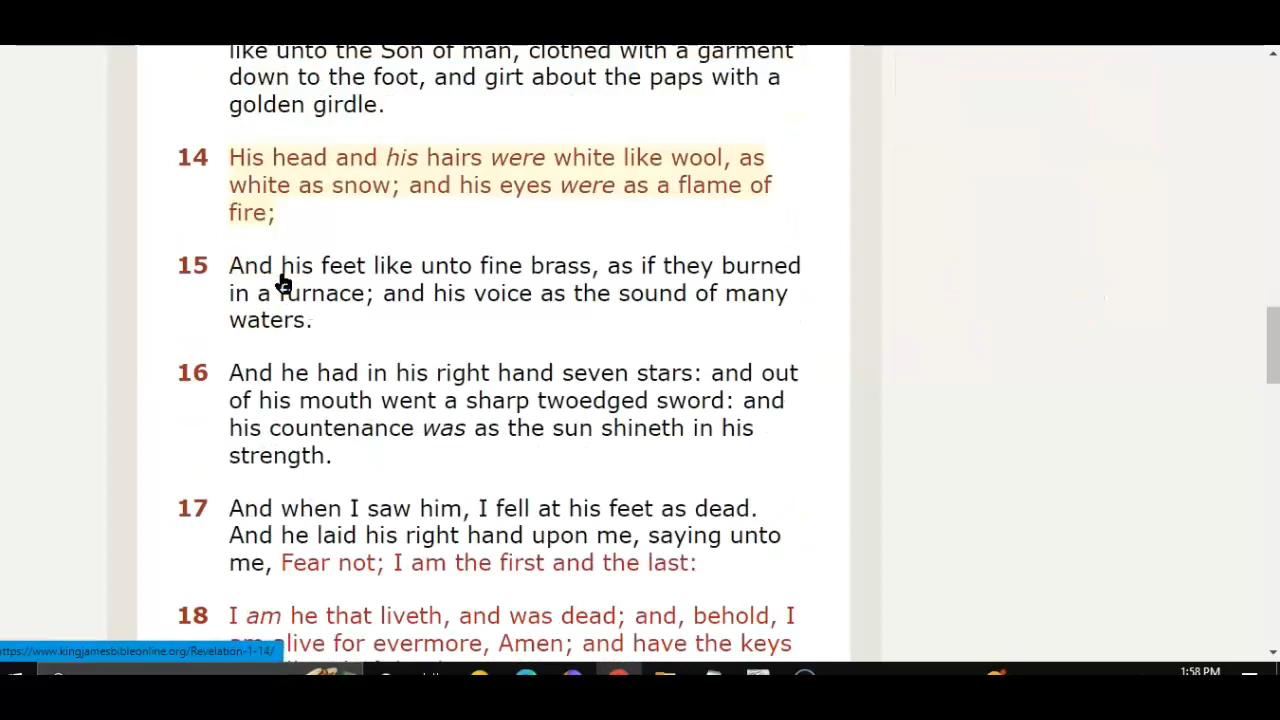 like unto the Son of man, clothed with a garment
down to the foot, and girt about the paps with a
golden girdle.
14 His head and his hairs were white like wool, as
white as snow; and his eyes were as a flame of
fire;
15 And his feet like unto fine brass, as if they burned
in a furnace; and his voice as the sound of many
waters.
16 And he had in his right hand seven stars: and out
of his mouth went a sharp twoedged sword: and
his countenance was as the sun shineth in his
strength.
17 And when I saw him, I fell at his feet as dead.
And he laid his right hand upon me, saying unto
me, Fear not; I am the first and the last:
18 I am he that liveth, and was dead; and, behold, I
am alive for evermore, Amen; and have the keys
https://www.kingjamesbibleonline.org/Revelation-1-14/
1:58 PM